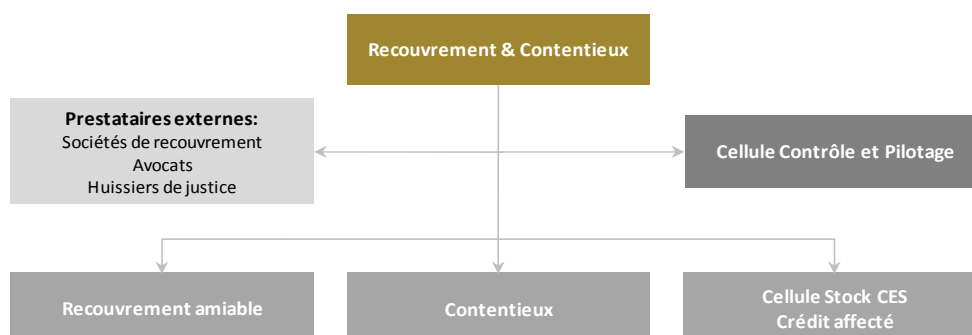 Recouvrement & Contentieux
Prestataires externes:
Sociétés de recouvrement
Avocats
Huissiers de justice
Cellule Contrôle et Pilotage
Recouvrement amiable
Contentieux
Cellule Stock CES
Crédit affecté